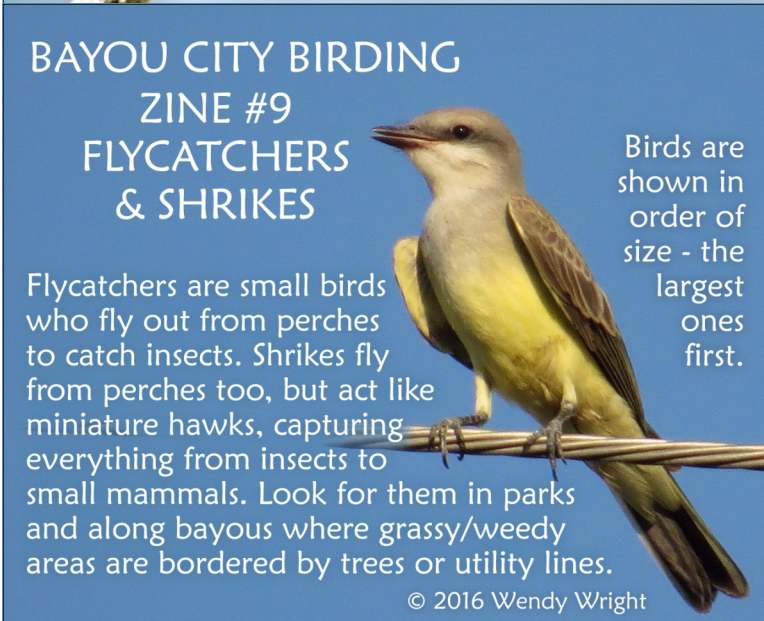 BAYOU CITY BIRDING
ZINE #9
FLYCATCHERS
& SHRIKES
Birds are
shown in
order of
size - the
largest
ones
first.
Flycatchers are small birds
who fly out from perches
to catch insects. Shrikes fly
from perches too, but act like
miniature hawks, capturing
everything from insects to
small mammals. Look for them in parks
and along bayous where grassy/weedy
areas are bordered by trees or utility lines.
© 2016 Wendy Wright